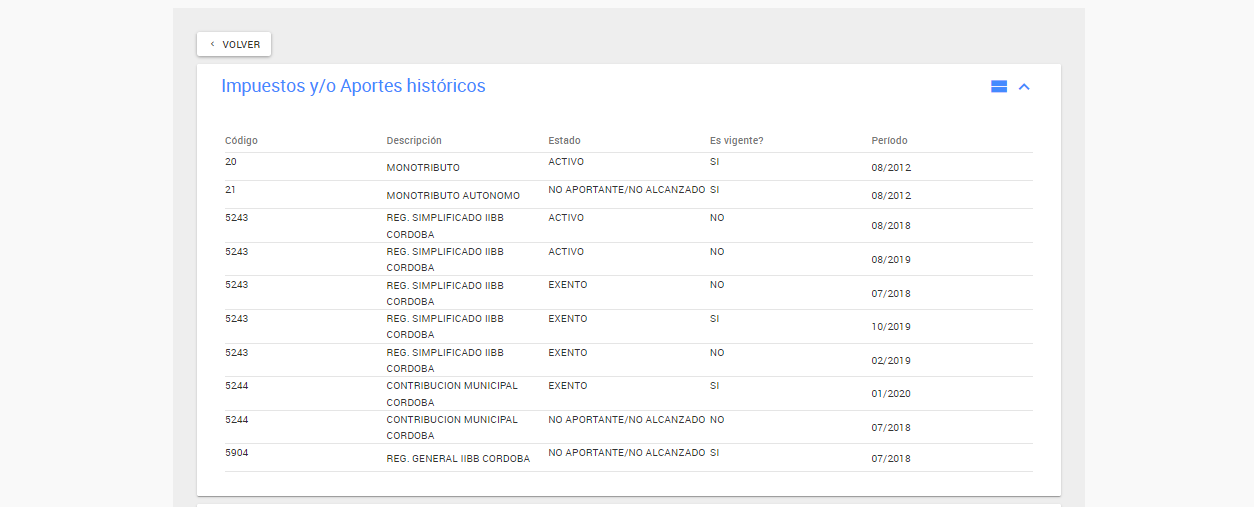 VOLVER
Impuestos y/o Aportes históricos
Código Descripción Estado Es vigente? Período
20 MONOTRIBUTO ACTIVO SI 08/2012
21 MONOTRIBUTO AUTONOMO NO APORTANTE/NO ALCANZADO SI 08/2012
5243 REG. SIMPLIFICADO IIBB ACTIVO NO 08/2018
CORDOBA
5243 REG. SIMPLIFICADO IIBB ACTIVO NO 08/2019
CORDOBA
5243 REG. SIMPLIFICADO IIBB EXENTO NO 07/2018
CORDOBA
5243 REG. SIMPLIFICADO IIBB EXENTO SI 10/2019
CORDOBA
5243 REG. SIMPLIFICADO IIBB EXENTO NO 02/2019
CORDOBA
5244 CONTRIBUCION MUNICIPAL EXENTO SI 01/2020
CORDOBA
5244 CONTRIBUCION MUNICIPAL NO APORTANTE/NO ALCANZADO NO 07/2018
CORDOBA
5904 REG. GENERAL IIBB CORDOBA NO APORTANTE/NO ALCANZADO SI 07/2018